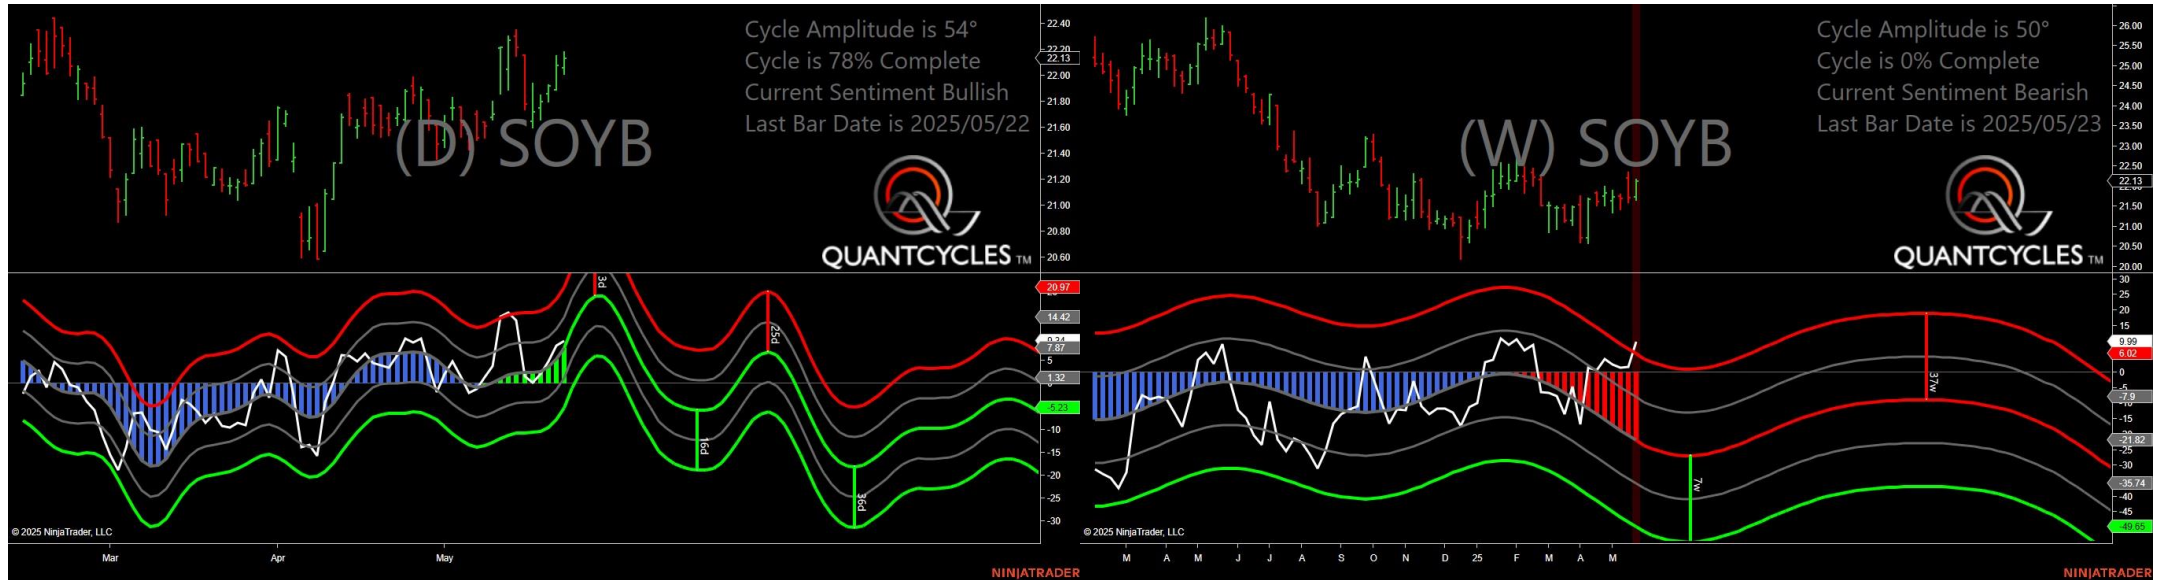 Cycle Amplitude is 54°
Cycle is 78% Complete
Current Sentiment Bullish
Last Bar Date is 2025/05/22
(D) SOYB
QUANTCYCLES TM
22.40
22.20
22.13
22.00
21.80
21.60
21.40
21.20
21.00
20.80
20.60
20.97
14.42
7.87
5
1.32
-5.23
-10
-15
-20
-25
-30
3d
16d
25d
36d
© 2025 NinjaTrader, LLC
Mar Apr May
NINJATRADER
Cycle Amplitude is 50°
Cycle is 0% Complete
Current Sentiment Bearish
Last Bar Date is 2025/05/23
(W) SOYB
QUANTCYCLES TM
26.00
25.50
25.00
24.50
24.00
23.50
23.00
22.50
22.13
21.50
21.00
20.50
20.00
30
25
20
15
9.99
6.02
0
-5
-7.9
-15
-21.82
-25
-30
-35.74
-40
-45
-49.65
7w
37w
© 2025 NinjaTrader, LLC
M A M J J A S O N D 25 F M A M
NINJATRADER